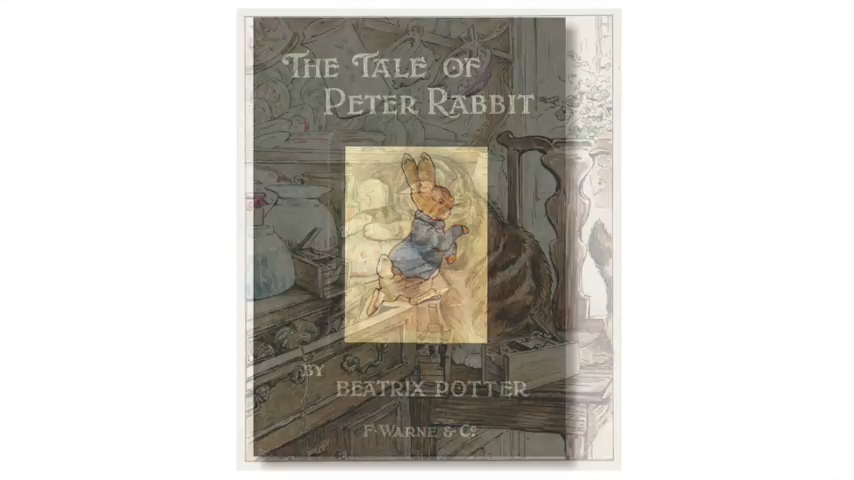 THE TALE OF
PETER RABBIT
BY
BEATRIX POTTER
F. WARNE & Co.